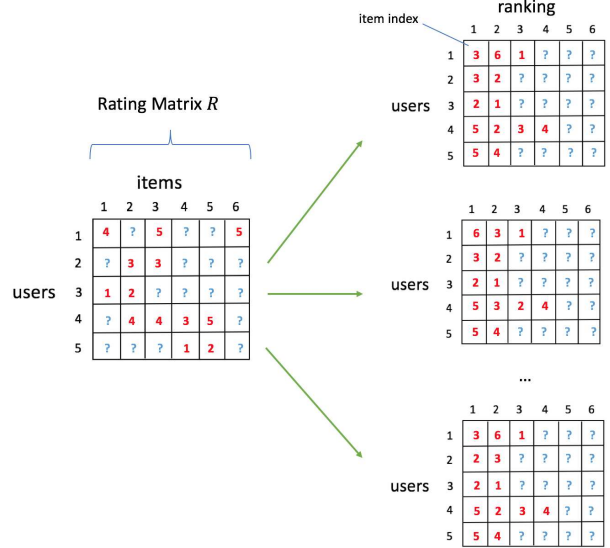 ranking
item index
1 2 3 4 5 6
1 3 6 1 ? ? ?
2 3 2 ? ? ? ?
3 2 1 ? ? ? ?
4 5 2 3 4 ? ?
5 5 4 ? ? ? ?
users
Rating Matrix R
items
1 2 3 4 5 6
1 4 ? 5 ? ? 5
2 ? 3 3 ? ? ?
3 1 2 ? ? ? ?
4 ? 4 4 3 5 ?
5 ? ? ? 1 2 ?
users
1 2 3 4 5 6
1 6 3 1 ? ? ?
2 3 2 ? ? ? ?
3 2 1 ? ? ? ?
4 5 3 2 4 ? ?
5 5 4 ? ? ? ?
users
...
1 2 3 4 5 6
1 3 6 1 ? ? ?
2 2 3 ? ? ? ?
3 2 1 ? ? ? ?
4 5 2 3 4 ? ?
5 5 4 ? ? ? ?
users